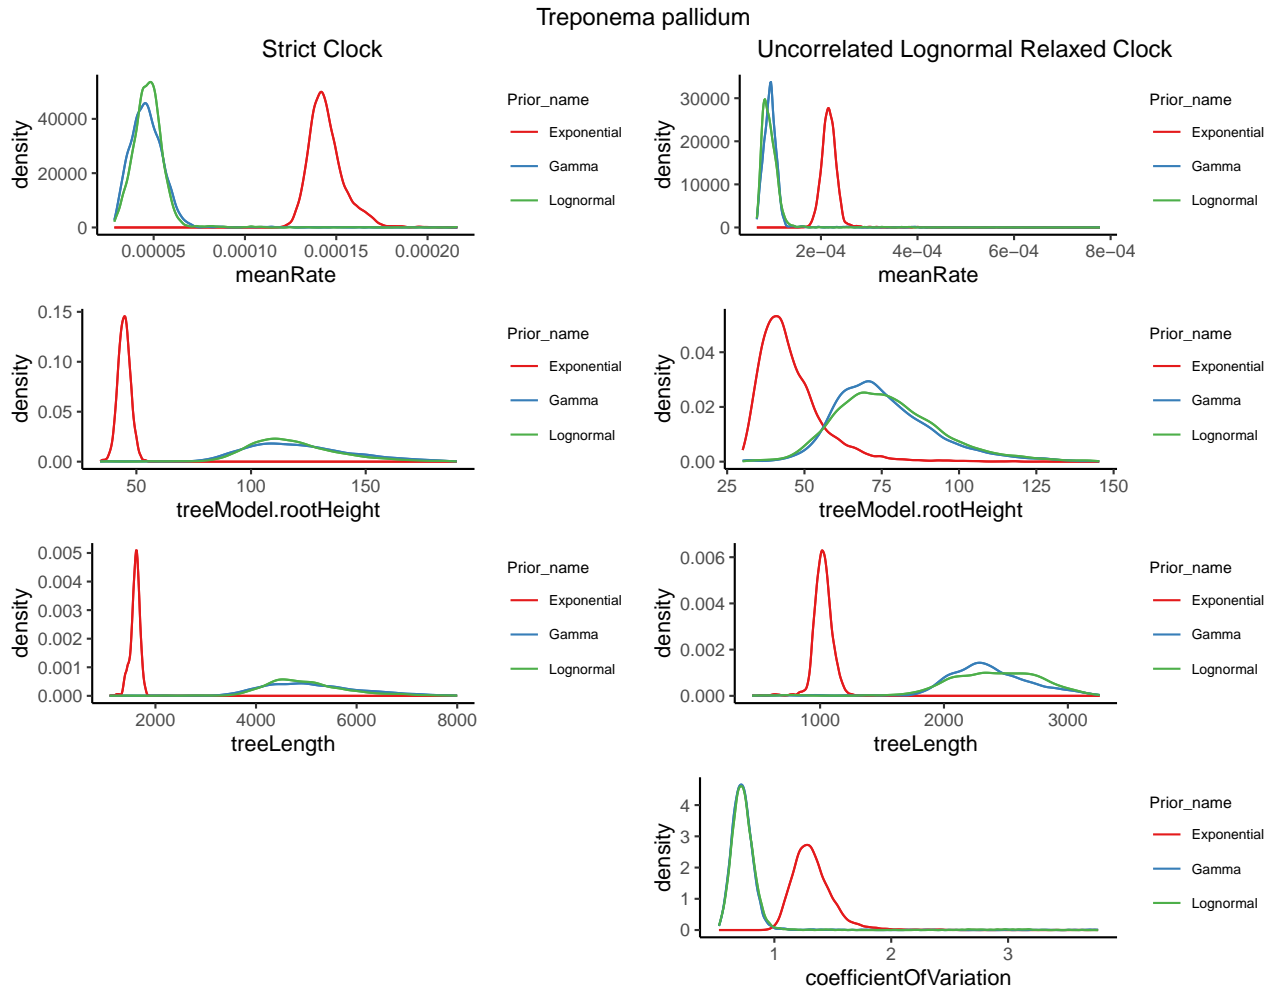 Treponema pallidum
Strict Clock
Uncorrelated Lognormal Relaxed Clock
density
40000
20000
0
0.00005 0.00010 0.00015 0.00020
meanRate
Prior_name
Exponential
Gamma
Lognormal
density
30000
20000
10000
0
2e−04 4e−04 6e−04 8e−04
meanRate
Prior_name
Exponential
Gamma
Lognormal
density
0.15
0.10
0.05
0.00
50 100 150
treeModel.rootHeight
Prior_name
Exponential
Gamma
Lognormal
density
0.04
0.02
0.00
25 50 75 100 125 150
treeModel.rootHeight
Prior_name
Exponential
Gamma
Lognormal
density
0.005
0.004
0.003
0.002
0.001
0.000
2000 4000 6000 8000
treeLength
Prior_name
Exponential
Gamma
Lognormal
density
0.006
0.004
0.002
0.000
1000 2000 3000
treeLength
Prior_name
Exponential
Gamma
Lognormal
density
4
3
2
1
0
1 2 3
coefficientOfVariation
Prior_name
Exponential
Gamma
Lognormal